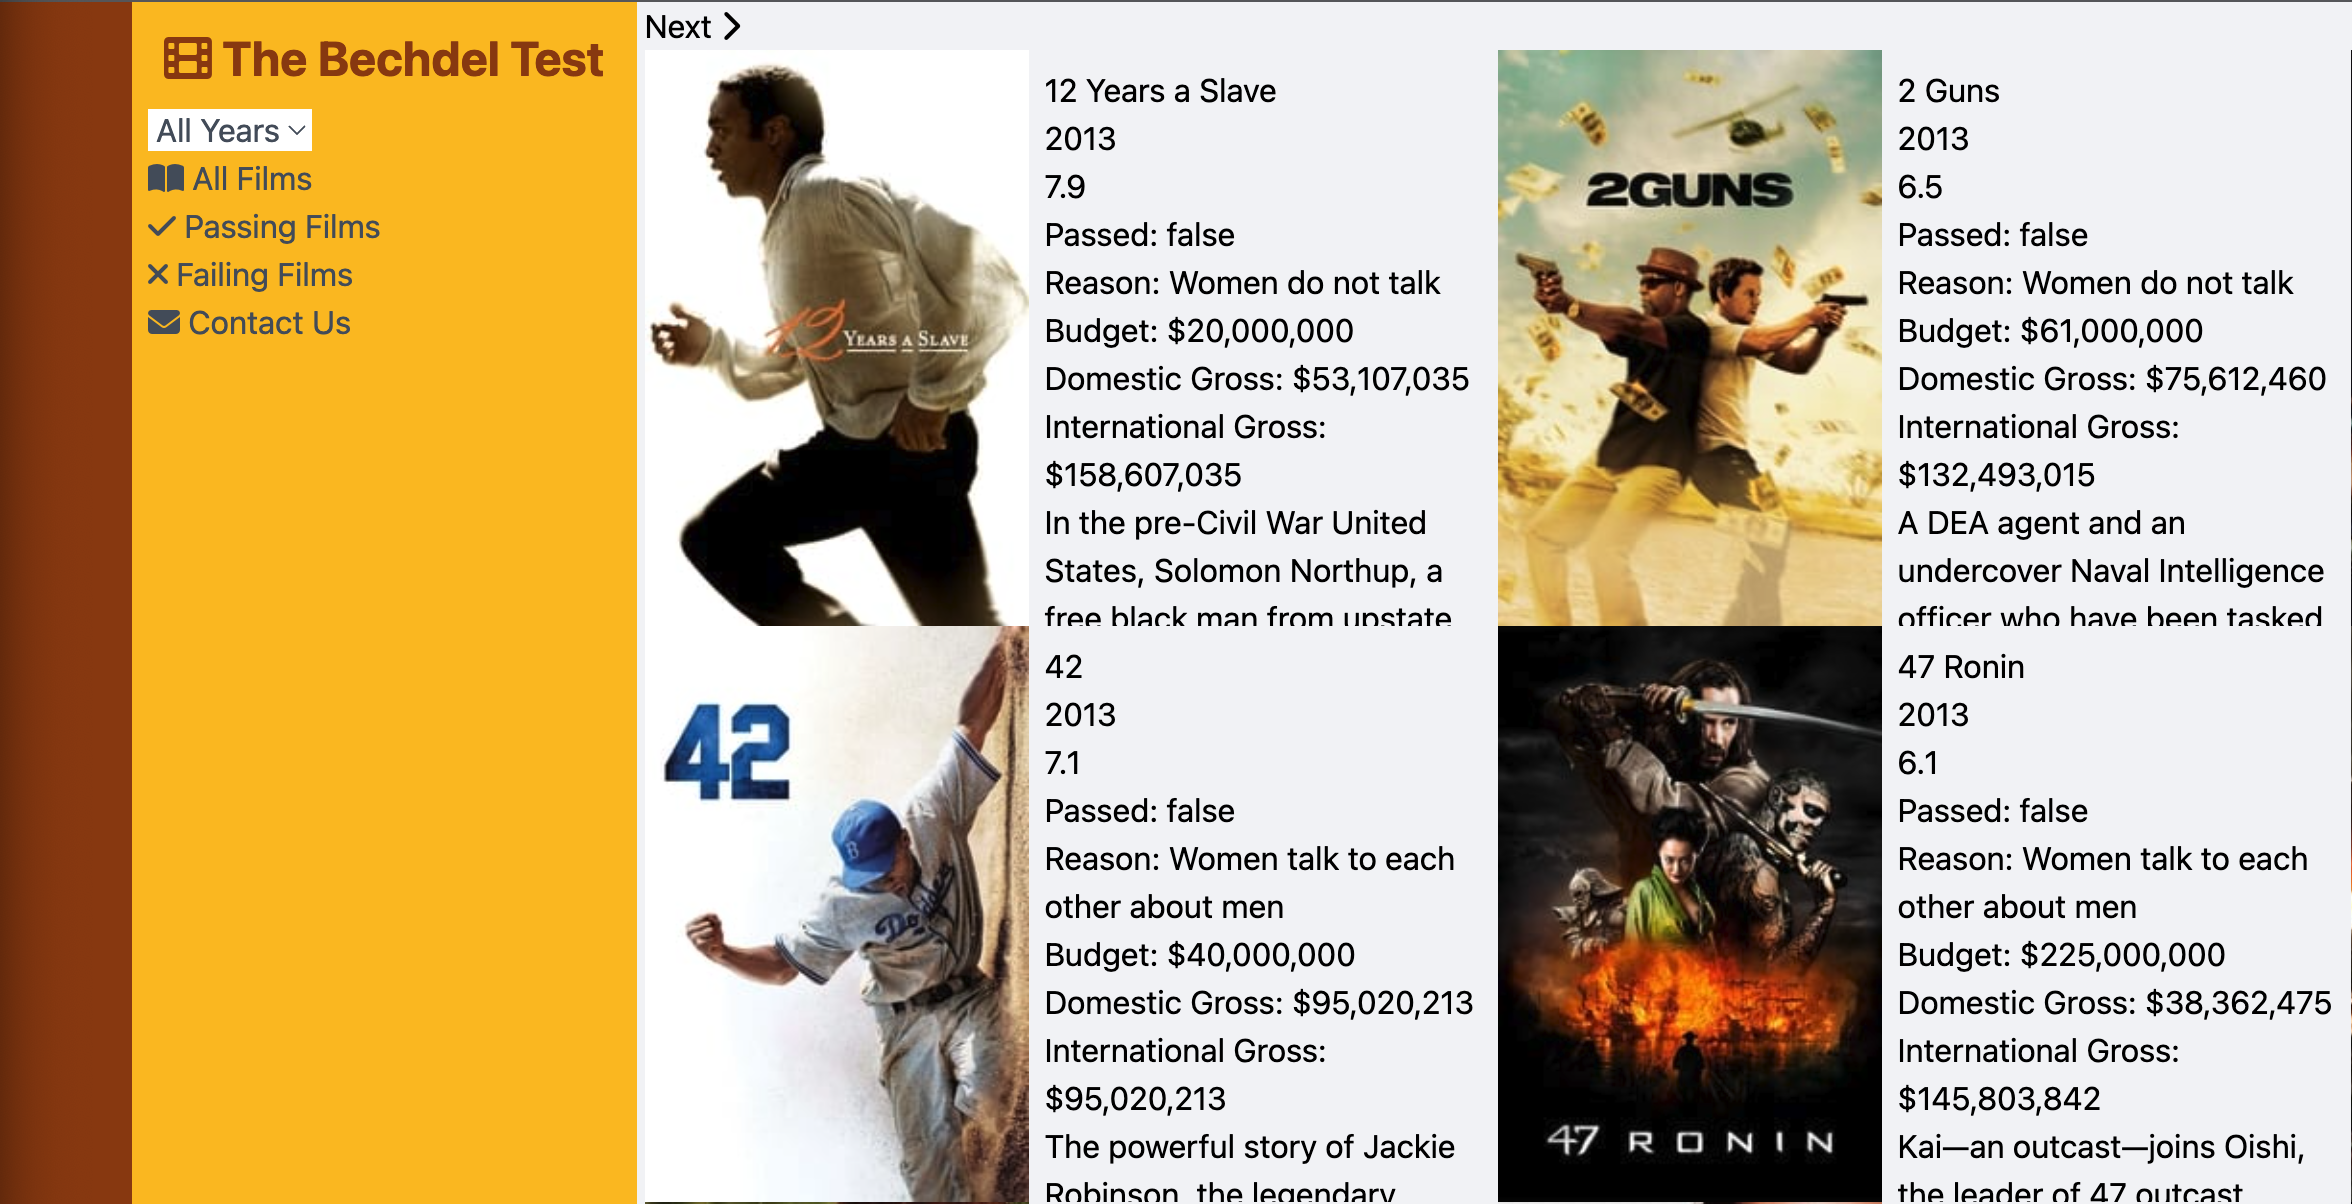 The Bechdel Test
All Years
All Films
Passing Films
Failing Films
Contact Us
Next
12 YEARS A SLAVE
12 Years a Slave
2013
7.9
Passed: false
Reason: Women do not talk
Budget: $20,000,000
Domestic Gross: $53,107,035
International Gross:
$158,607,035
In the pre-Civil War United
States, Solomon Northup, a
free black man from upstate
2GUNS
2 Guns
2013
6.5
Passed: false
Reason: Women do not talk
Budget: $61,000,000
Domestic Gross: $75,612,460
International Gross:
$132,493,015
A DEA agent and an
undercover Naval Intelligence
officer who have been tasked
42
B
Dodgers
42
2013
7.1
Passed: false
Reason: Women talk to each
other about men
Budget: $40,000,000
Domestic Gross: $95,020,213
International Gross:
$95,020,213
The powerful story of Jackie
Robinson, the legendary
47 RONIN
47 Ronin
2013
6.1
Passed: false
Reason: Women talk to each
other about men
Budget: $225,000,000
Domestic Gross: $38,362,475
International Gross:
$145,803,842
Kai—an outcast—joins Oishi,
the leader of 47 outcast